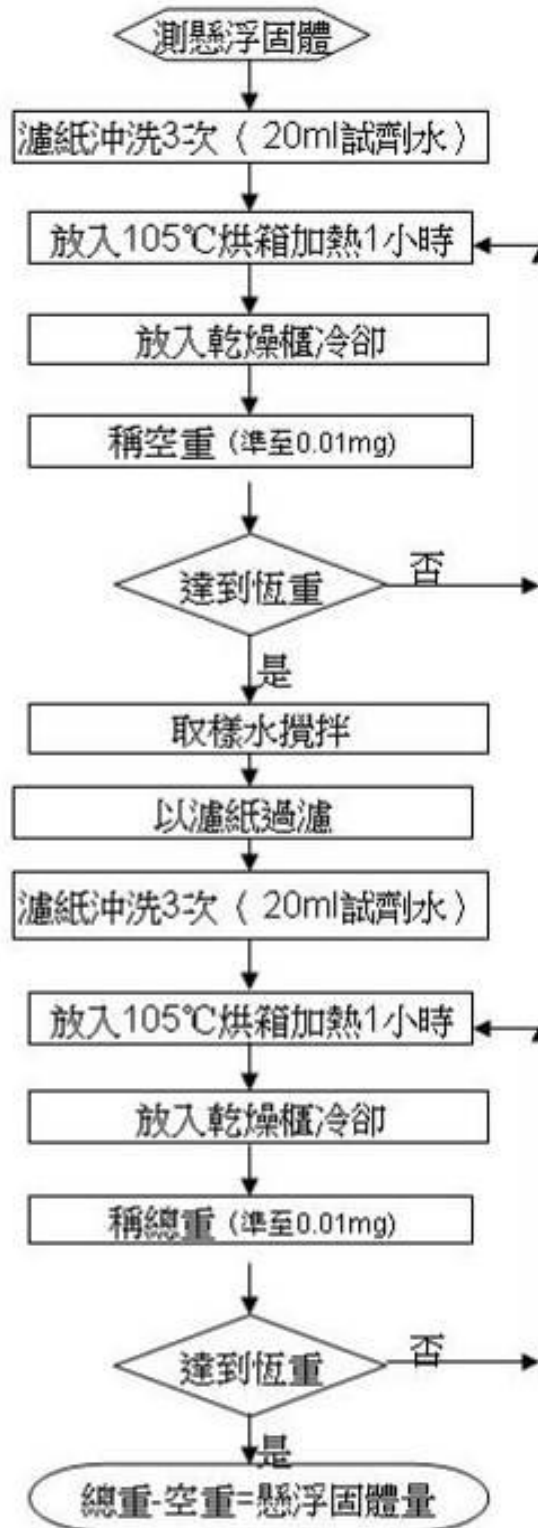 測懸浮固體
濾紙沖洗3次（20ml試劑水）
放入105℃烘箱加熱1小時
放入乾燥櫃冷卻
稱空重（準至0.01mg)
達到恆重
否
是
取樣水攪拌
以濾紙過濾
濾紙沖洗3次（20ml試劑水）
放入105℃烘箱加熱1小時
放入乾燥櫃冷卻
稱總重（準至0.01mg)
達到恆重
否
是
總重-空重=懸浮固體量